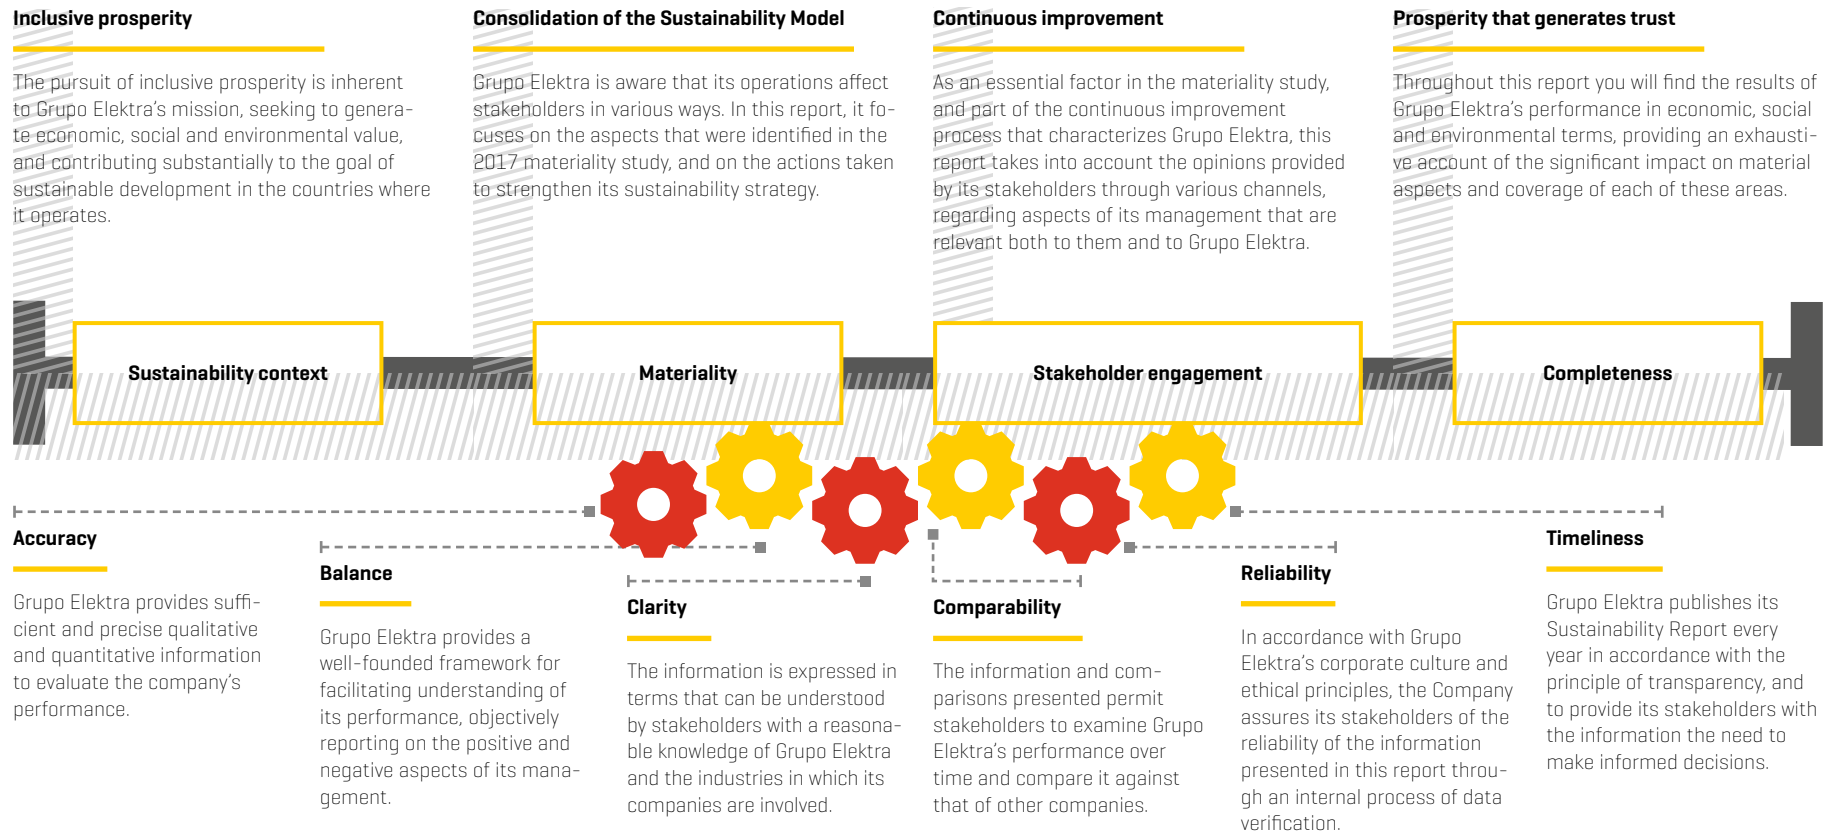 Inclusive prosperity
The pursuit of inclusive prosperity is inherent
to Grupo Elektra's mission, seeking to genera-
te economic, social and environmental value,
and contributing substantially to the goal of
sustainable development in the countries where
it operates.
Consolidation of the Sustainability Model
Grupo Elektra is aware that its operations affect
stakeholders in various ways. In this report, it fo-
cuses on the aspects that were identified in the
2017 materiality study, and on the actions taken
to strengthen its sustainability strategy.
Continuous improvement
As an essential factor in the materiality study,
and part of the continuous improvement
process that characterizes Grupo Elektra, this
report takes into account the opinions provided
by its stakeholders through various channels,
regarding aspects of its management that are
relevant both to them and to Grupo Elektra.
Prosperity that generates trust
Throughout this report you will find the results of
Grupo Elektra's performance in economic, social
and environmental terms, providing an exhausti-
ve account of the significant impact on material
aspects and coverage of each of these areas.
Sustainability context
Materiality
Stakeholder engagement
Completeness
Accuracy
Grupo Elektra provides suffi-
cient and precise qualitative
and quantitative information
to evaluate the company's
performance.
Balance
Grupo Elektra provides a
well-founded framework for
facilitating understanding of
its performance, objectively
reporting on the positive and
negative aspects of its mana-
gement.
Clarity
The information is expressed in
terms that can be understood
by stakeholders with a reasona-
ble knowledge of Grupo Elektra
and the industries in which its
companies are involved.
Comparability
The information and com-
parisons presented permit
stakeholders to examine Grupo
Elektra's performance over
time and compare it against
that of other companies.
Reliability
In accordance with Grupo
Elektra's corporate culture and
ethical principles, the Company
assures its stakeholders of the
reliability of the information
presented in this report throu-
gh an internal process of data
verification.
Timeliness
Grupo Elektra publishes its
Sustainability Report every
year in accordance with the
principle of transparency, and
to provide its stakeholders with
the information the need to
make informed decisions.